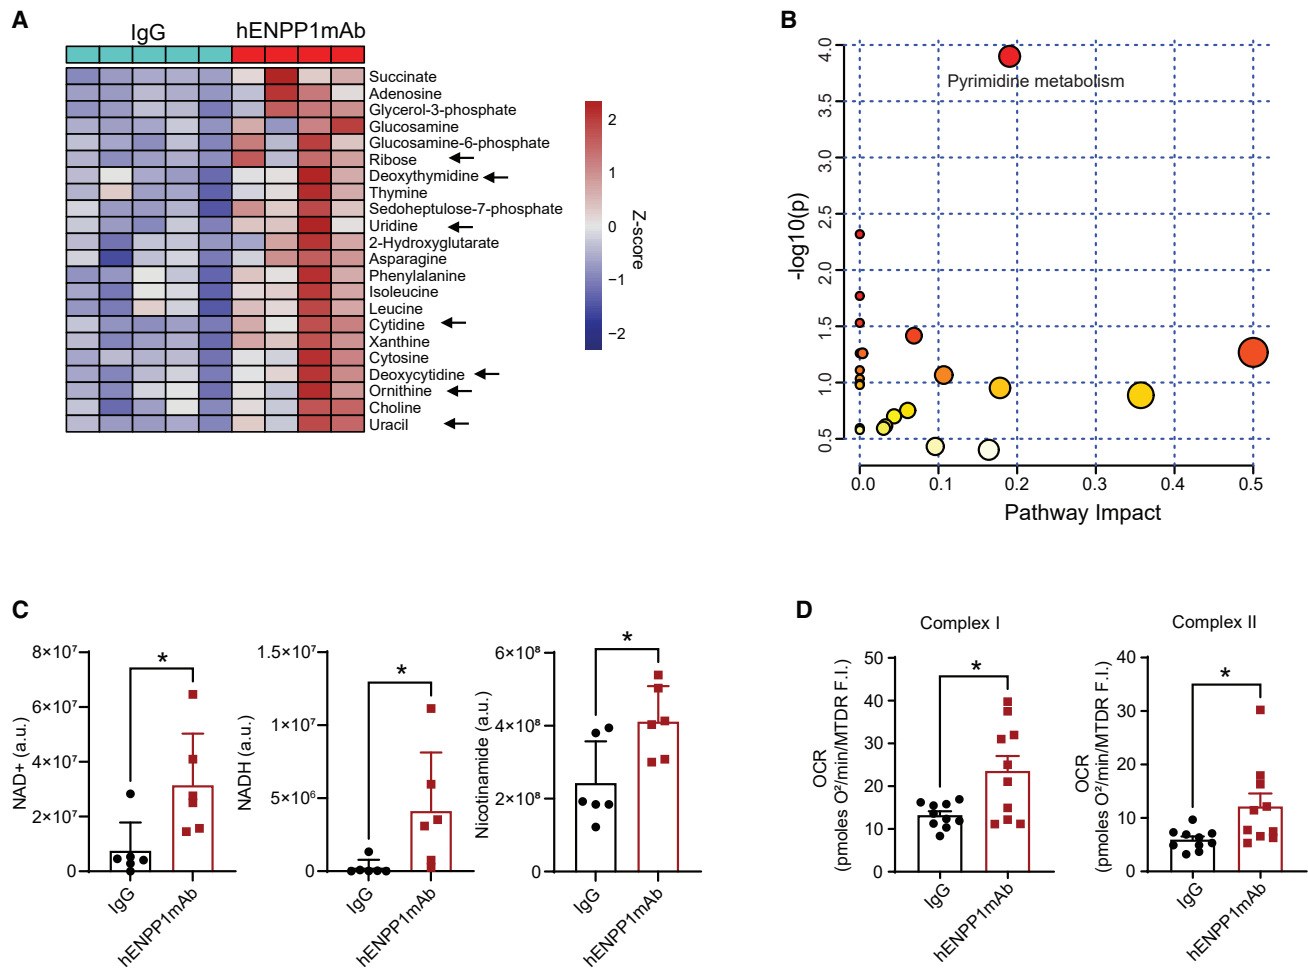 A
IgG
hENPP1mAb
Succinate
Adenosine
Glycerol-3-phosphate
Glucosamine
Glucosamine-6-phosphate
Ribose
Deoxythymidine
Thymine
Sedoheptulose-7-phosphate
Uridine
2-Hydroxyglutarate
Asparagine
Phenylalanine
Isoleucine
Leucine
Cytidine
Xanthine
Cytosine
Deoxycytidine
Ornithine
Choline
Uracil
2
1
0
−1
−2
Z-score
B
4.0
3.5
3.0
2.5
2.0
1.5
1.0
0.5
-log10(p)
Pyrimidine metabolism
0.0 0.1 0.2 0.3 0.4 0.5
Pathway Impact
C
NAD+ (a.u.)
8×10⁷
6×10⁷
4×10⁷
2×10⁷
0
*
IgG
hENPP1mAb
NADH (a.u.)
1.5×10⁷
1×10⁷
5×10⁶
0
*
IgG
hENPP1mAb
Nicotinamide (a.u.)
6×10⁸
4×10⁸
2×10⁸
0
*
IgG
hENPP1mAb
D
Complex I
OCR
(pmoles O²/min/MTDR F.I.)
50
40
30
20
10
0
*
IgG
hENPP1mAb
Complex II
OCR
(pmoles O²/min/MTDR F.I.)
40
30
20
10
0
*
IgG
hENPP1mAb